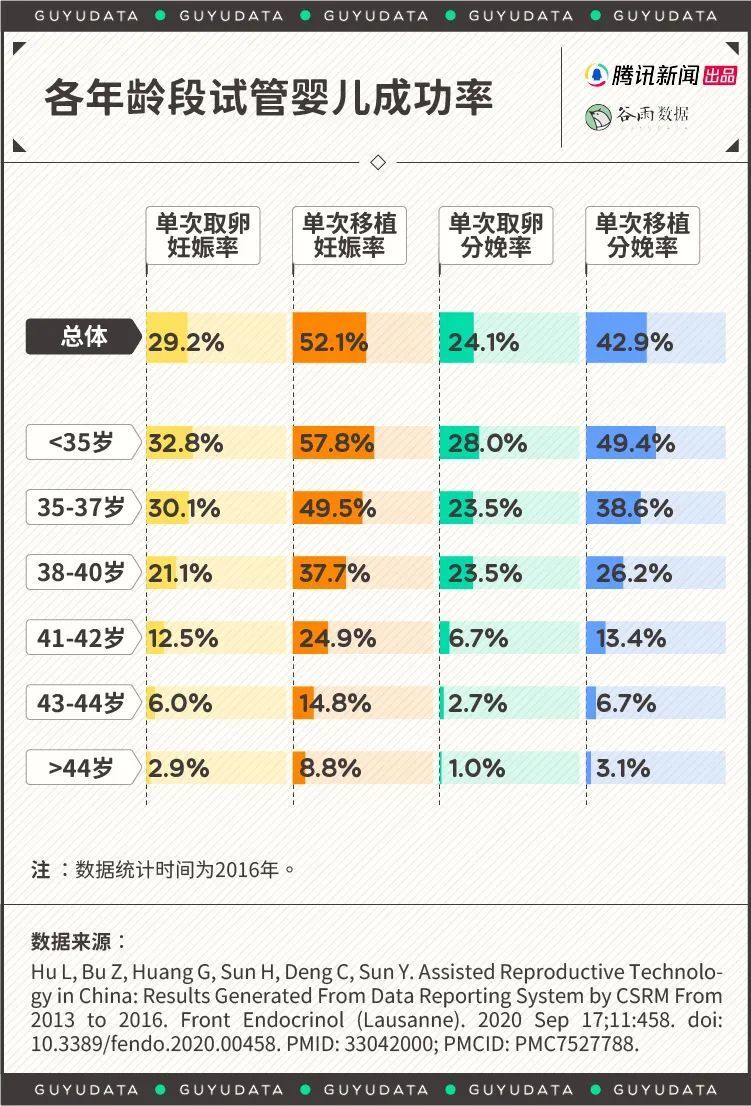 GUYUDATA GUYUDATA GUYUDATA GUYUDATA GUYUDATA
各年龄段试管婴儿成功率
腾讯新闻出品
谷雨数据
GUYUDATA
单次取卵
妊娠率
单次移植
妊娠率
单次取卵
分娩率
单次移植
分娩率
总体 29.2% 52.1% 24.1% 42.9%
<35岁 32.8% 57.8% 28.0% 49.4%
35-37岁 30.1% 49.5% 23.5% 38.6%
38-40岁 21.1% 37.7% 23.5% 26.2%
41-42岁 12.5% 24.9% 6.7% 13.4%
43-44岁 6.0% 14.8% 2.7% 6.7%
>44岁 2.9% 8.8% 1.0% 3.1%
注：数据统计时间为2016年。
数据来源：
Hu L, Bu Z, Huang G, Sun H, Deng C, Sun Y. Assisted Reproductive Technolo-
gy in China: Results Generated From Data Reporting System by CSRM From
2013 to 2016. Front Endocrinol (Lausanne). 2020 Sep 17;11:458. doi:
10.3389/fendo.2020.00458. PMID: 33042000; PMCID: PMC7527788.
GUYUDATA GUYUDATA GUYUDATA GUYUDATA GUYUDATA